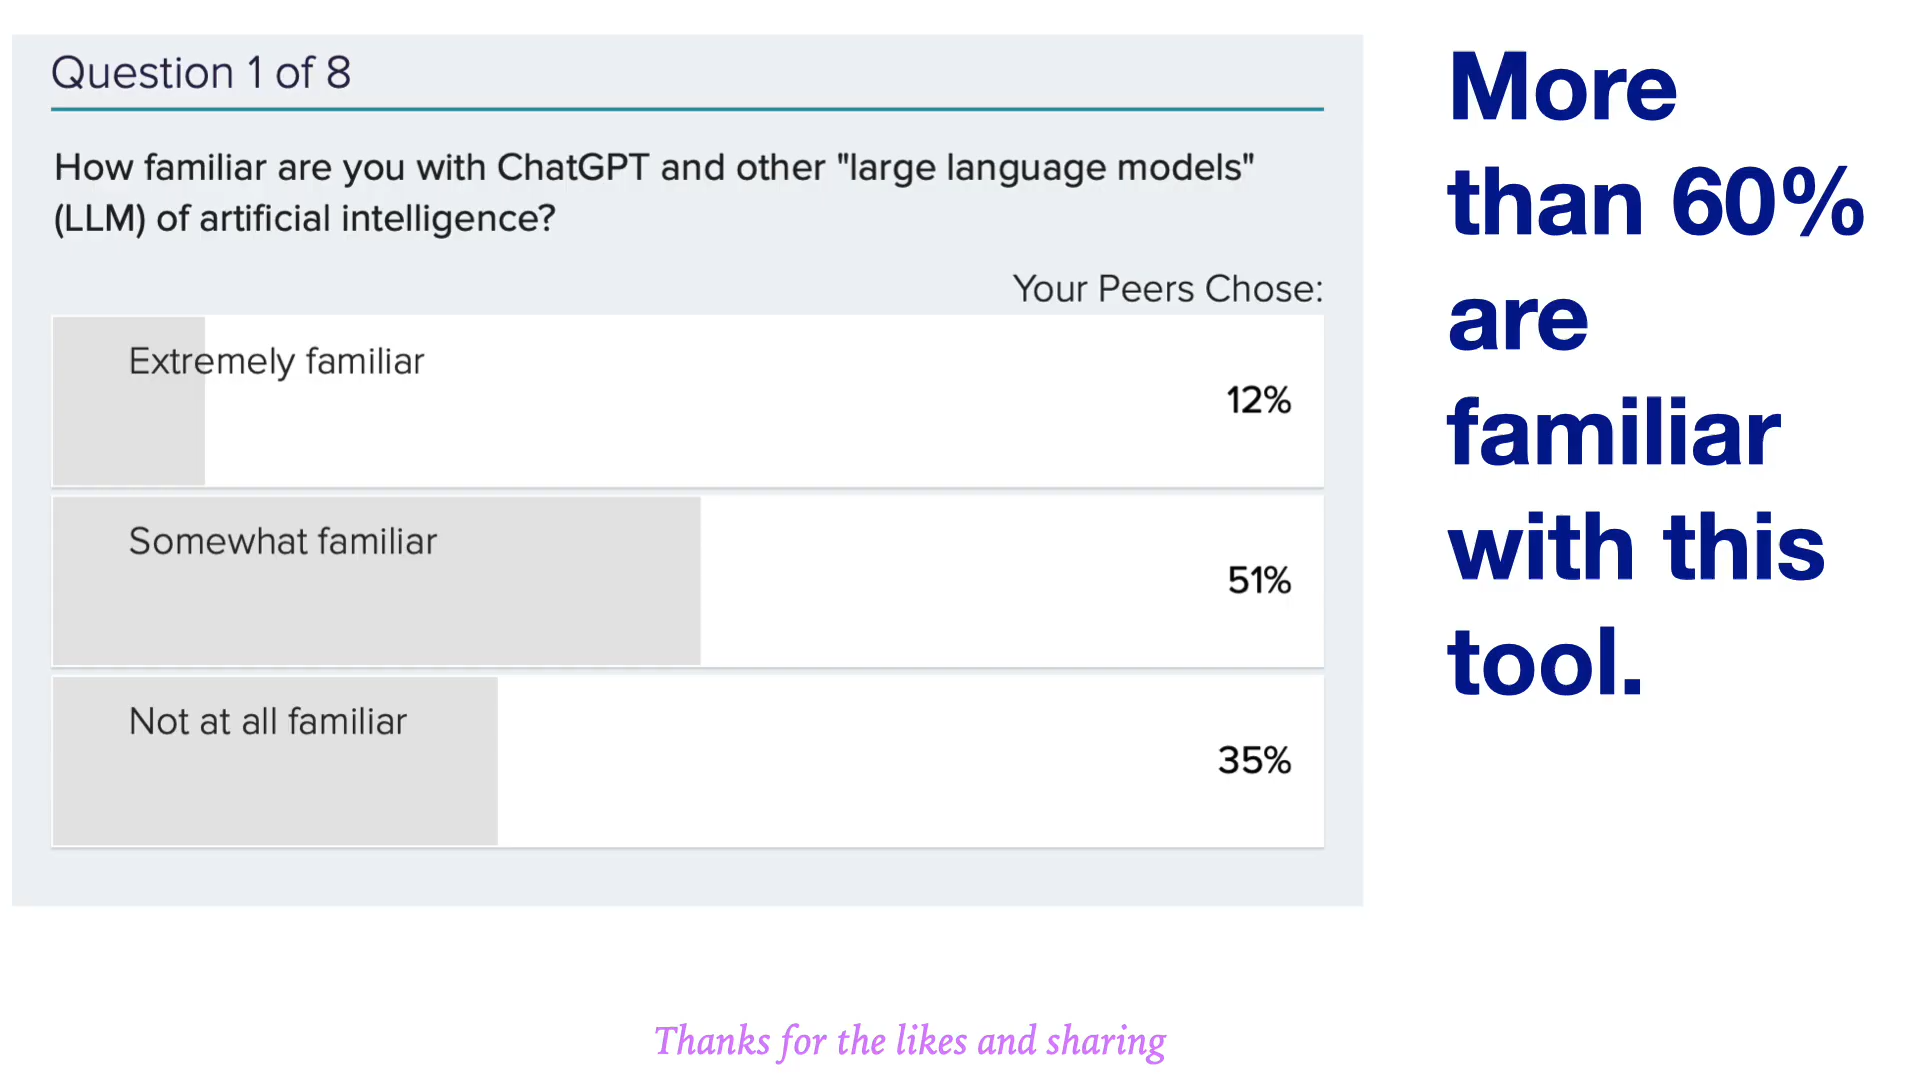 Question 1 of 8
How familiar are you with ChatGPT and other "large language models"
(LLM) of artificial intelligence?
Your Peers Chose:
Extremely familiar
12%
Somewhat familiar
51%
Not at all familiar
35%
More
than 60%
are
familiar
with this
tool.
Thanks for the likes and sharing